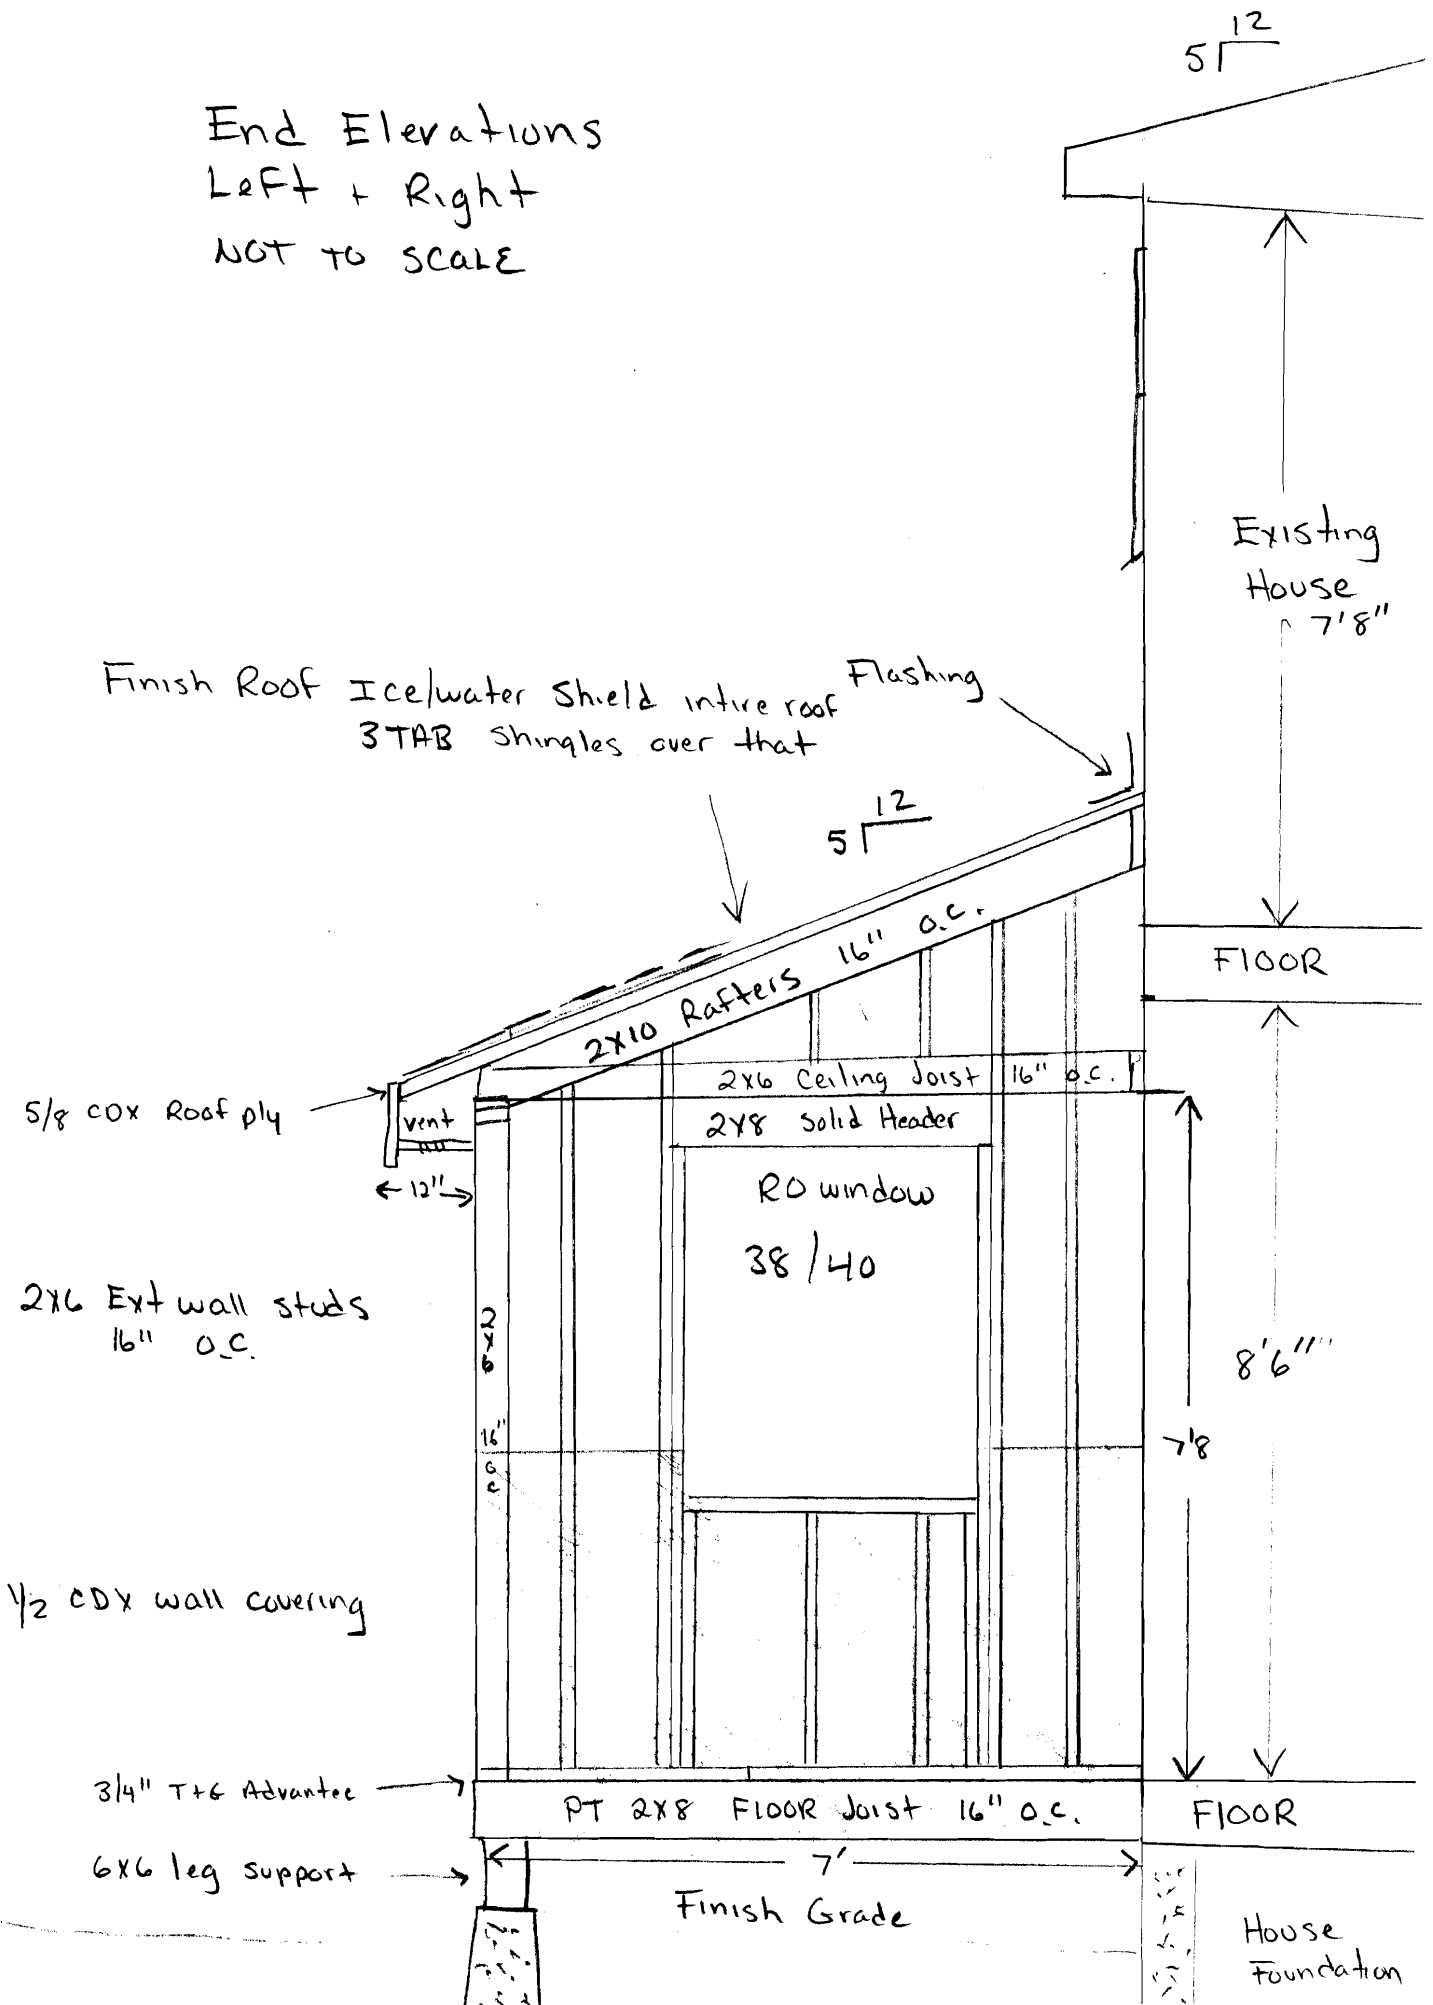 12
5
End Elevations
Left + Right
NOT TO SCALE
Existing
House
7'8"
Finish Roof Ice/water Shield intire roof
3 TAB Shingles over that
Flashing
12
5
2X10 Rafters 16" O.C.
FlOOR
2x6 Ceiling Joist 16" O.C.
5/8 CDX Roof ply
vent
2X8 Solid Header
12"
RO window
38/40
2X6 Ext wall studs
16" O.C.
2x6 16" oc
8'6"
7'8
1/2 CDX wall covering
3/4" T+G Advantec
PT 2X8 FlOOR Joist 16" O.C.
FlOOR
6X6 leg support
7'
Finish Grade
House
Foundation